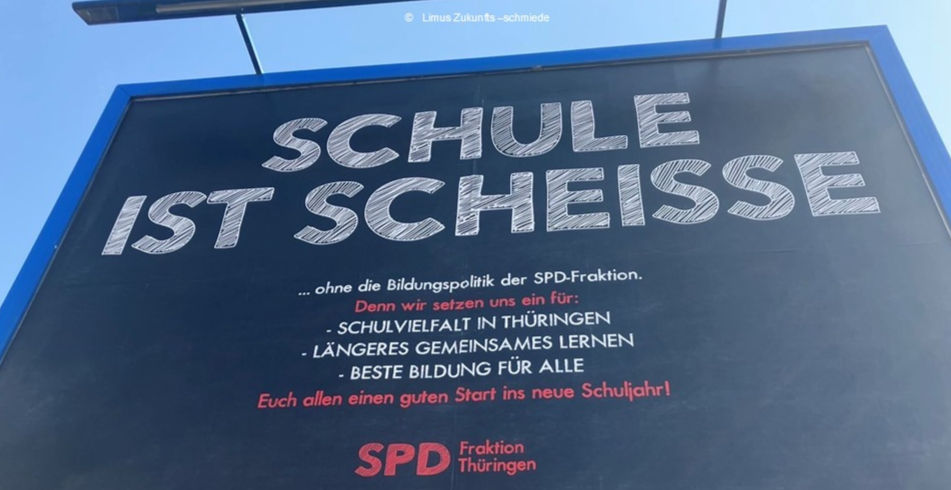 © Limus Zukunfts –schmiede
SCHULE
IST SCHEISSE
... ohne die Bildungspolitik der SPD-Fraktion.
Denn wir setzen uns ein für:
- SCHULVIELFALT IN THÜRINGEN
- LÄNGERES GEMEINSAMES LERNEN
- BESTE BILDUNG FÜR ALLE
Euch allen einen guten Start ins neue Schuljahr!
SPD Fraktion
Thüringen